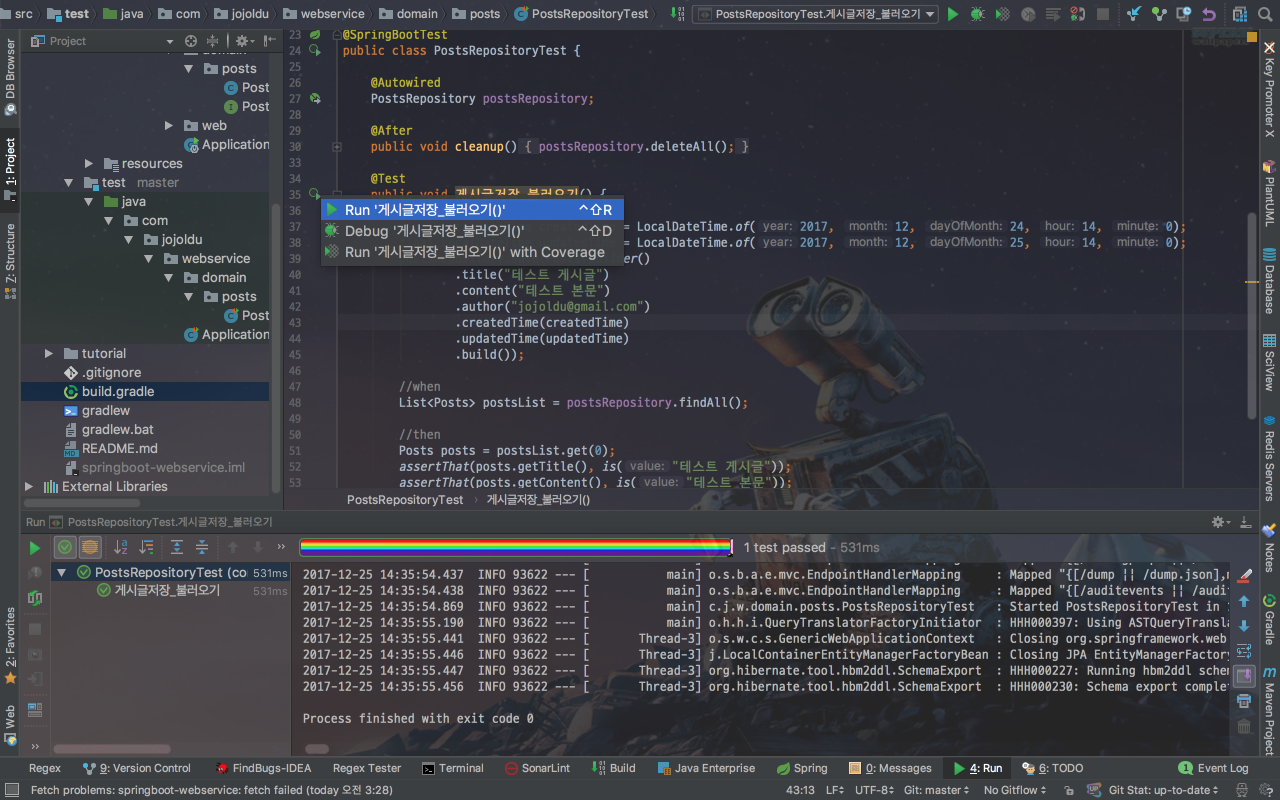 src test java com jojoldu webservice domain posts PostsRepositoryTest PostsRepositoryTest.게시글저장_불러오기
Project
posts
Post
Post
web
Application
resources
test master
java
com
jojoldu
webservice
domain
posts
Post
Application
tutorial
.gitignore
build.gradle
gradlew
gradlew.bat
README.md
springboot-webservice.iml
External Libraries
DB Browser
1: Project
7: Structure
2: Favorites
Web
23 @SpringBootTest
24 public class PostsRepositoryTest {
25
26 @Autowired
27 PostsRepository postsRepository;
28
29 @After
30 public void cleanup() { postsRepository.deleteAll(); }
33
34 @Test
35 public void 게시글저장_불러오기() {
36
Run '게시글저장_불러오기()' ^⇧R
Debug '게시글저장_불러오기()' ^⇧D
Run '게시글저장_불러오기()' with Coverage
37 = LocalDateTime.of( year: 2017, month: 12, dayOfMonth: 24, hour: 14, minute: 0);
38 = LocalDateTime.of( year: 2017, month: 12, dayOfMonth: 25, hour: 14, minute: 0);
39 er()
40 .title("테스트 게시글")
41 .content("테스트 본문")
42 .author("jojoldu@gmail.com")
43 .createdTime(createdTime)
44 .updatedTime(updatedTime)
45 .build());
46
47 //when
48 List<Posts> postsList = postsRepository.findAll();
49
50 //then
51 Posts posts = postsList.get(0);
52 assertThat(posts.getTitle(), is( value: "테스트 게시글"));
53 assertThat(posts.getContent(), is( value: "테스트 본문"));
PostsRepositoryTest 게시글저장_불러오기()
Key Promoter X
PlantUML
Database
SciView
Redis Servers
Notes
Gradle
Maven Project
Run PostsRepositoryTest.게시글저장_불러오기
1 test passed - 531ms
PostsRepositoryTest (co 531ms
게시글저장_불러오기 531ms
2017-12-25 14:35:54.437 INFO 93622 --- [ main] o.s.b.a.e.mvc.EndpointHandlerMapping : Mapped "{[/dump || /dump.json],m
2017-12-25 14:35:54.438 INFO 93622 --- [ main] o.s.b.a.e.mvc.EndpointHandlerMapping : Mapped "{[/auditevents || /audit
2017-12-25 14:35:54.869 INFO 93622 --- [ main] c.j.w.domain.posts.PostsRepositoryTest : Started PostsRepositoryTest in
2017-12-25 14:35:55.190 INFO 93622 --- [ main] o.h.h.i.QueryTranslatorFactoryInitiator : HHH000397: Using ASTQueryTransla
2017-12-25 14:35:55.441 INFO 93622 --- [ Thread-3] o.s.w.c.s.GenericWebApplicationContext : Closing org.springframework.web
2017-12-25 14:35:55.446 INFO 93622 --- [ Thread-3] j.LocalContainerEntityManagerFactoryBean : Closing JPA EntityManagerFactory
2017-12-25 14:35:55.447 INFO 93622 --- [ Thread-3] org.hibernate.tool.hbm2ddl.SchemaExport : HHH000227: Running hbm2ddl schem
2017-12-25 14:35:55.456 INFO 93622 --- [ Thread-3] org.hibernate.tool.hbm2ddl.SchemaExport : HHH000230: Schema export complet
Process finished with exit code 0
Regex 9: Version Control FindBugs-IDEA Regex Tester Terminal SonarLint Build Java Enterprise Spring 0: Messages 4: Run 6: TODO 1 Event Log
Fetch problems: springboot-webservice: fetch failed (today 오전 3:28) 43:13 LF UTF-8 Git: master No Gitflow Git Stat: up-to-date